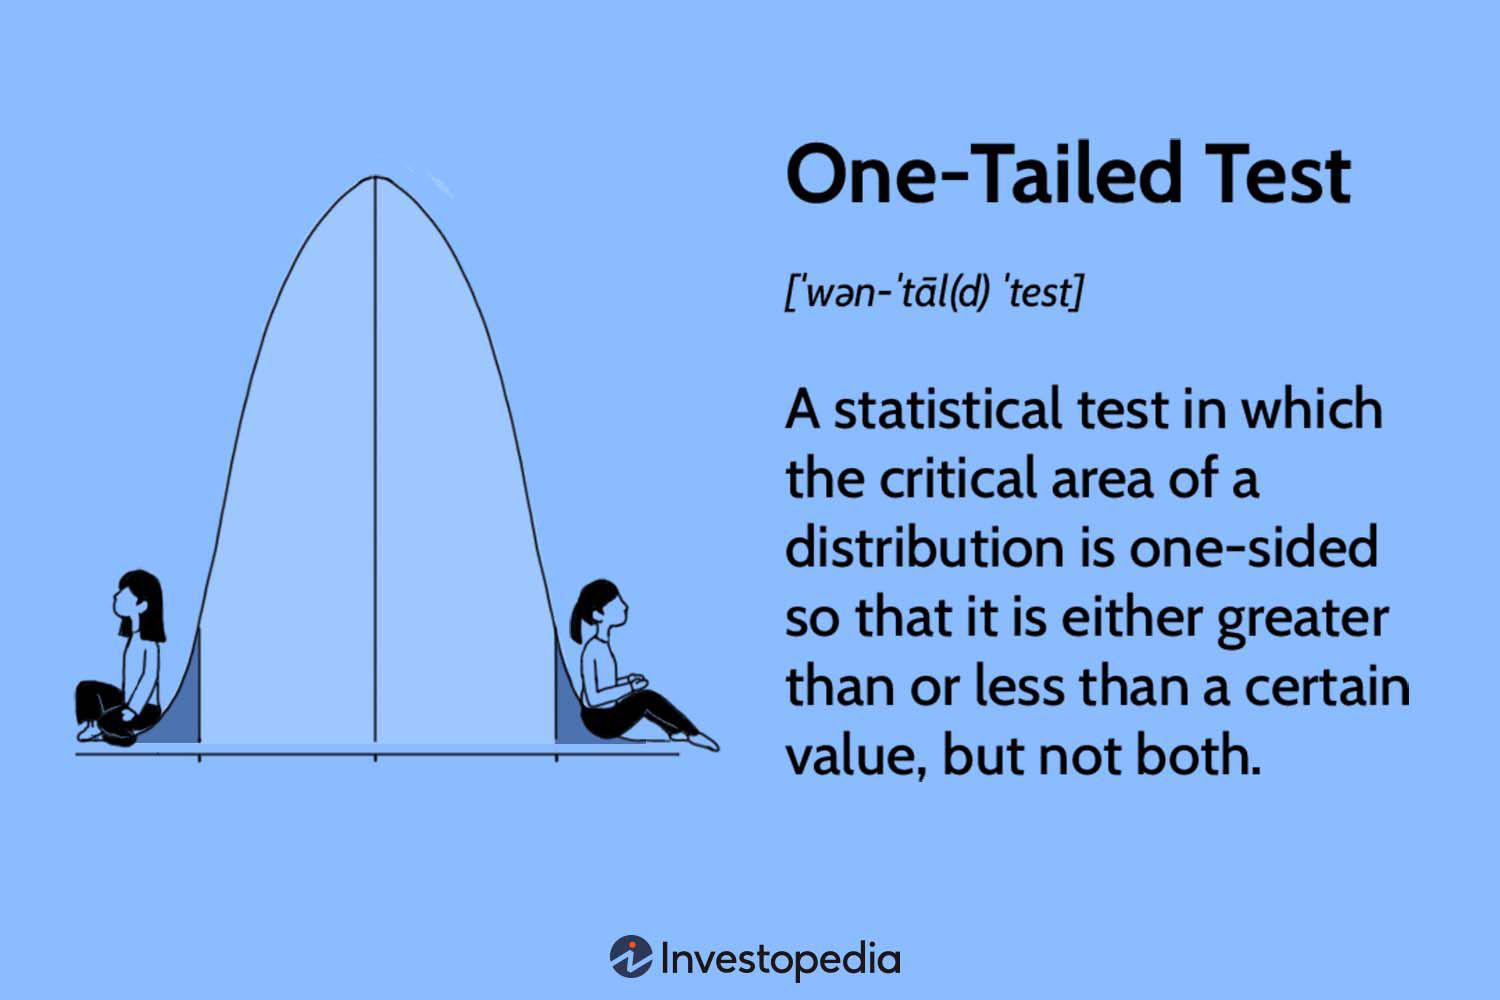 One-Tailed Test
[ˈwən-ˈtāl(d) ˈtest]
A statistical test in which
the critical area of a
distribution is one-sided
so that it is either greater
than or less than a certain
value, but not both.
Investopedia